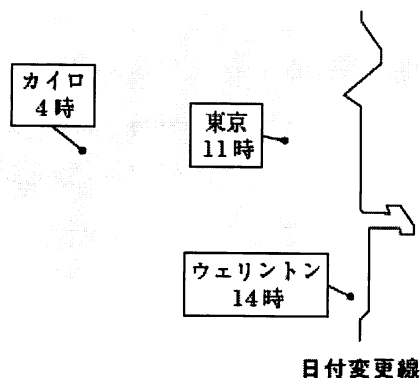 カイロ
4時
東京
11時
ウェリントン
14時
日付変更線